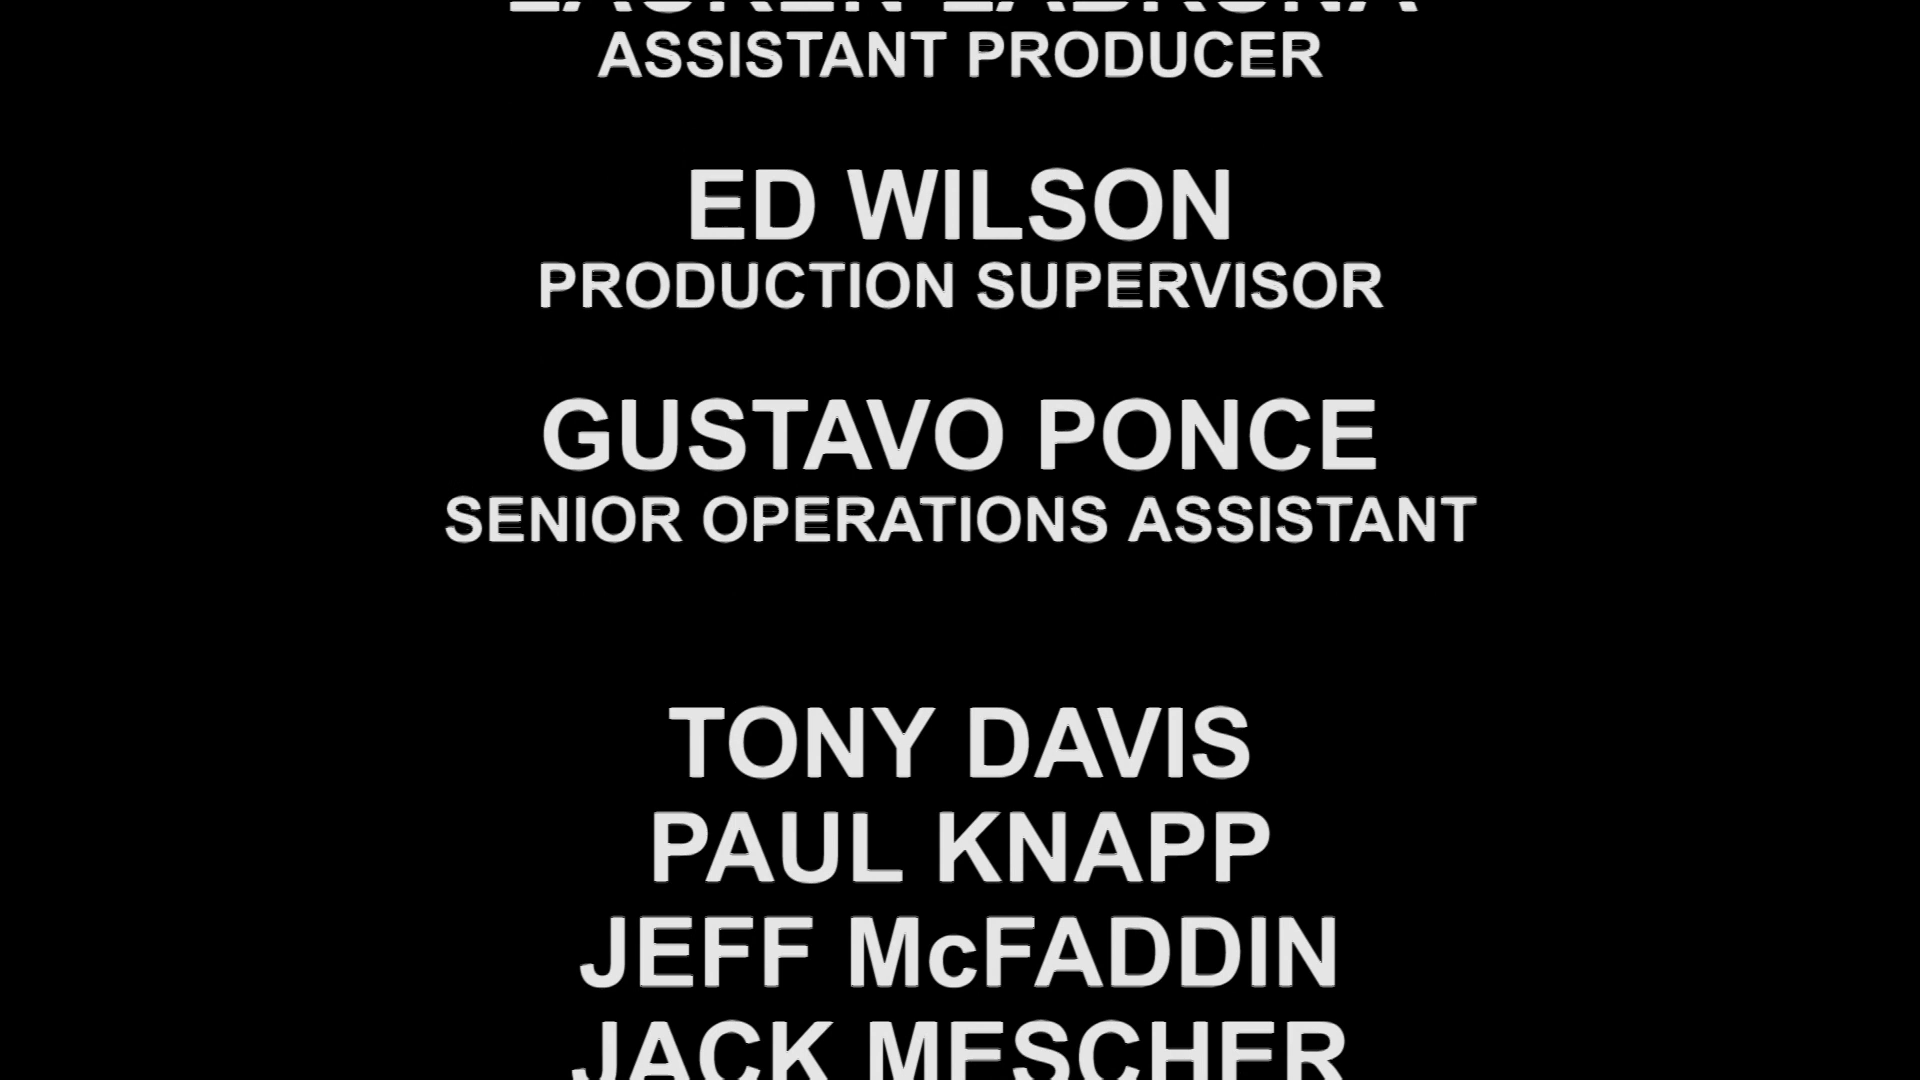 ASSISTANT PRODUCER
ED WILSON
PRODUCTION SUPERVISOR
GUSTAVO PONCE
SENIOR OPERATIONS ASSISTANT
TONY DAVIS
PAUL KNAPP
JEFF McFADDIN
JACK MESCHER